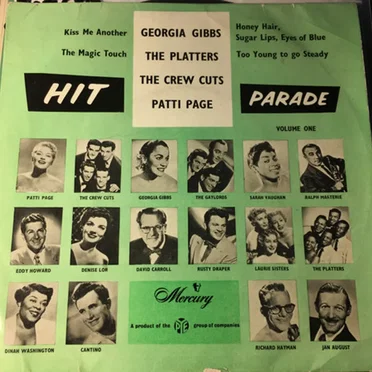 Kiss Me Another
The Magic Touch
GEORGIA GIBBS
THE PLATTERS
THE CREW CUTS
PATTI PAGE
Honey Hair,
Sugar Lips, Eyes of Blue
Too Young to go Steady
HIT PARADE
VOLUME ONE
PATTI PAGE THE CREW CUTS GEORGIA GIBBS THE GAYLORDS SARAH VAUGHAN RALPH MARTERIE
EDDY HOWARD DENISE LOR DAVID CARROLL RUSTY DRAPER LAURIE SISTERS THE PLATTERS
Mercury
A product of the PYE group of companies
DINAH WASHINGTON CANTINO RICHARD HAYMAN JAN AUGUST